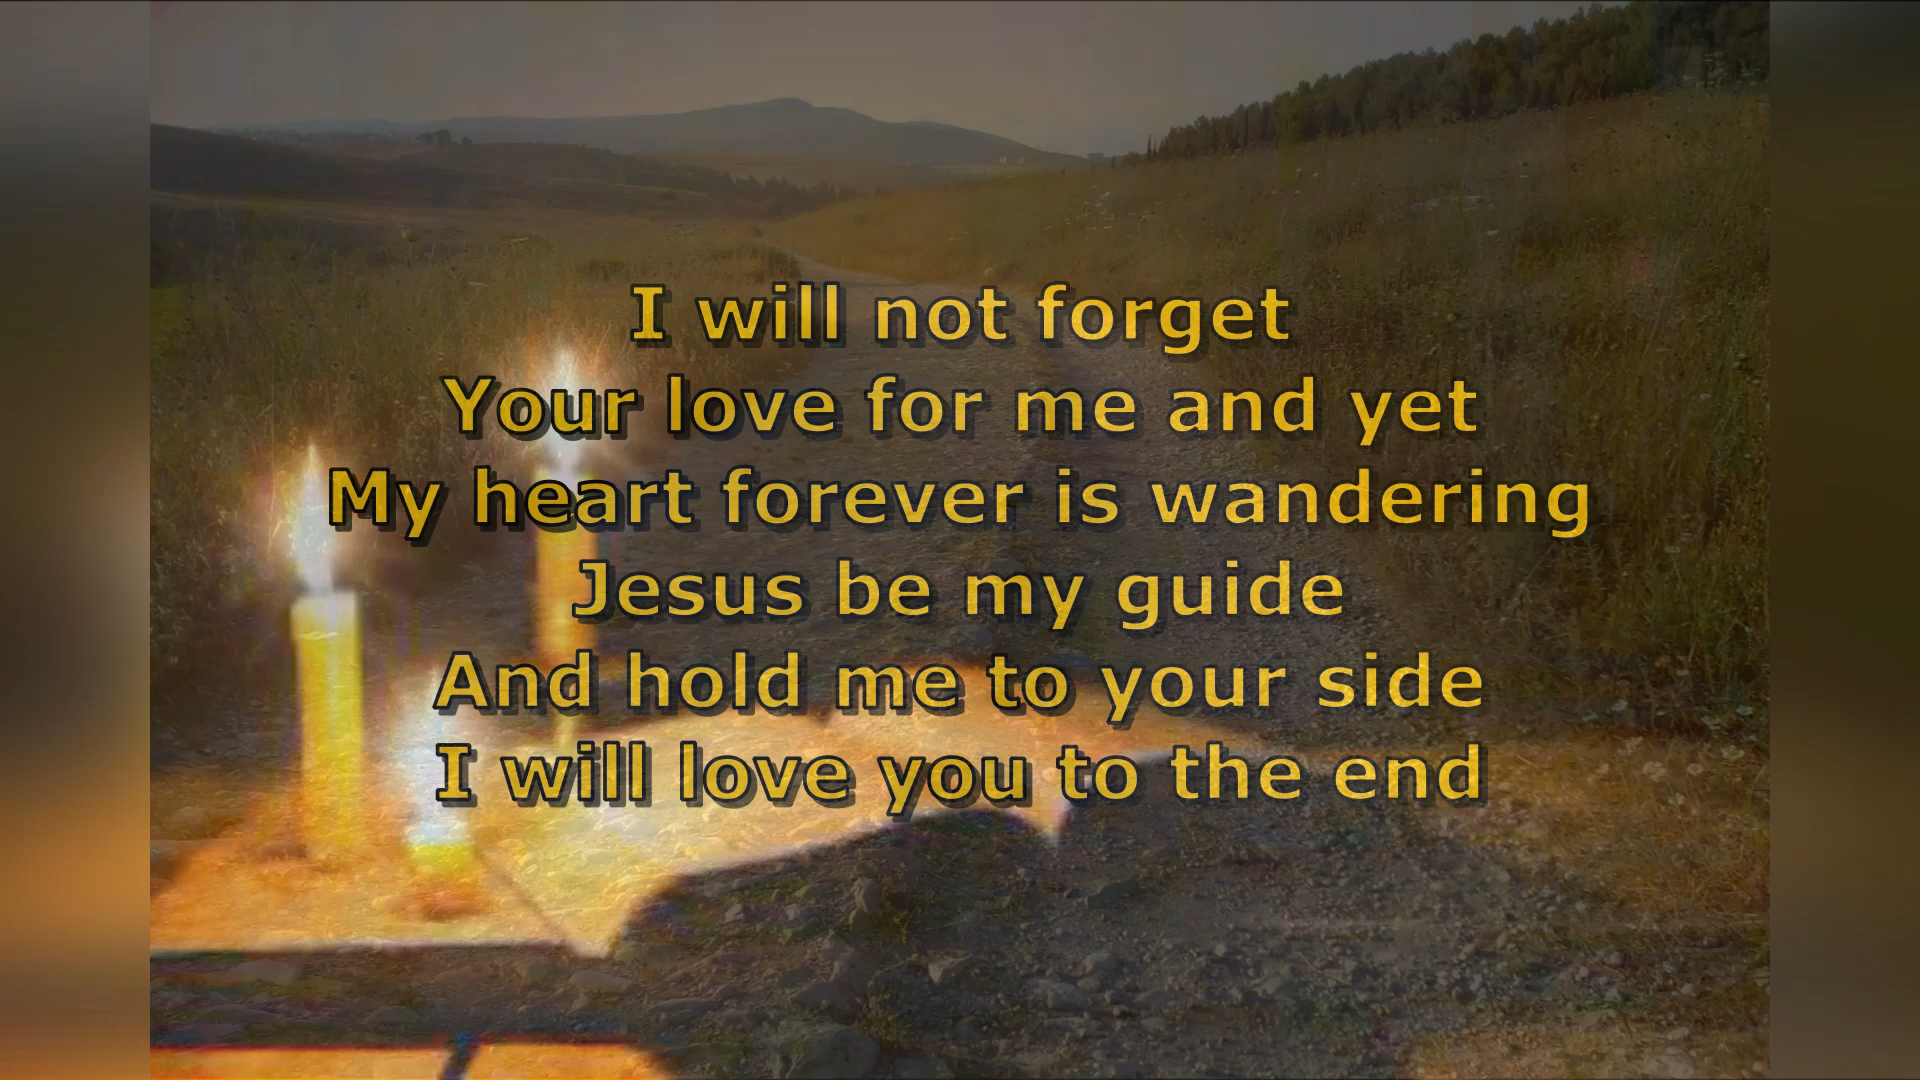 I will not forget
Your love for me and yet
My heart forever is wandering
Jesus be my guide
And hold me to your side
I will love you to the end